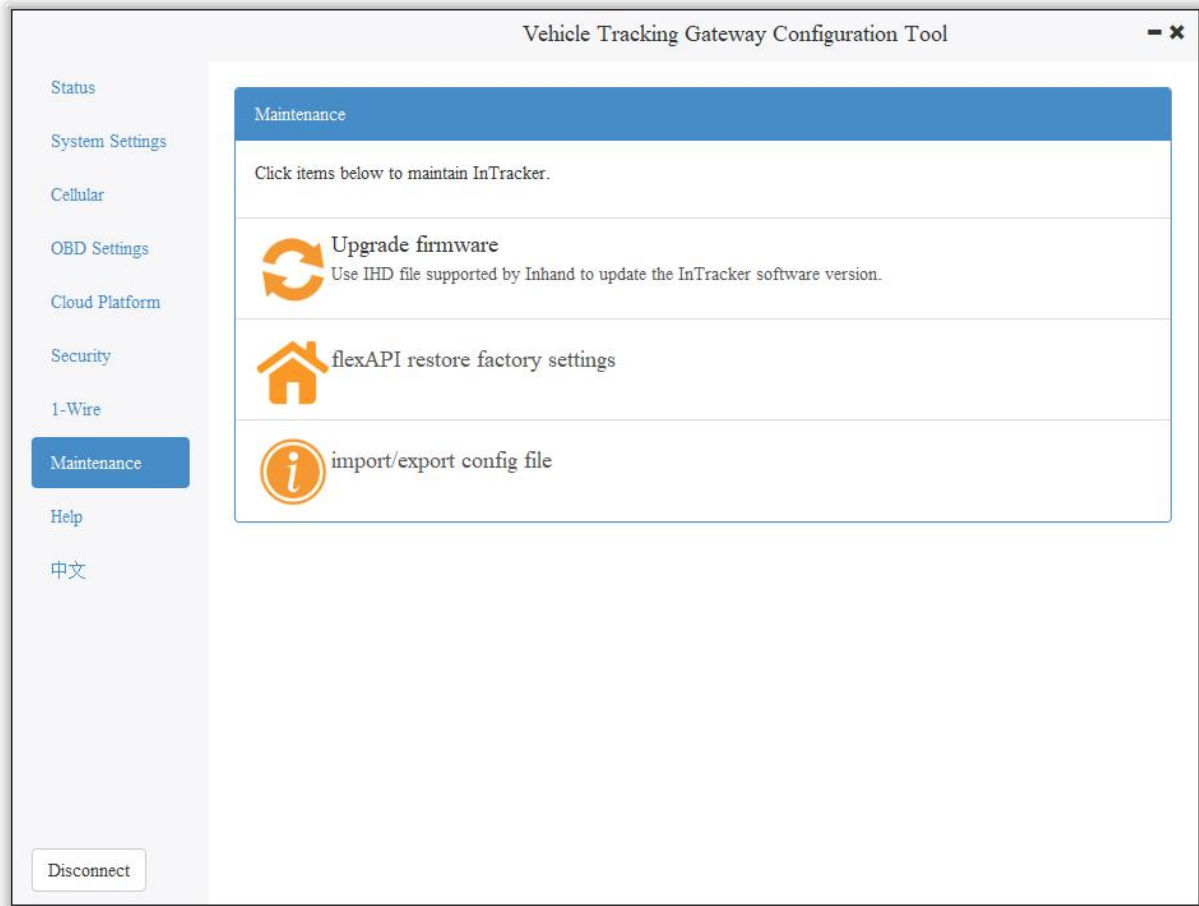 Vehicle Tracking Gateway Configuration Tool
Status
System Settings
Cellular
OBD Settings
Cloud Platform
Security
1-Wire
Maintenance
Help
中文
Disconnect
Maintenance
Click items below to maintain InTracker.
Upgrade firmware
Use IHD file supported by Inhand to update the InTracker software version.
flexAPI restore factory settings
import/export config file